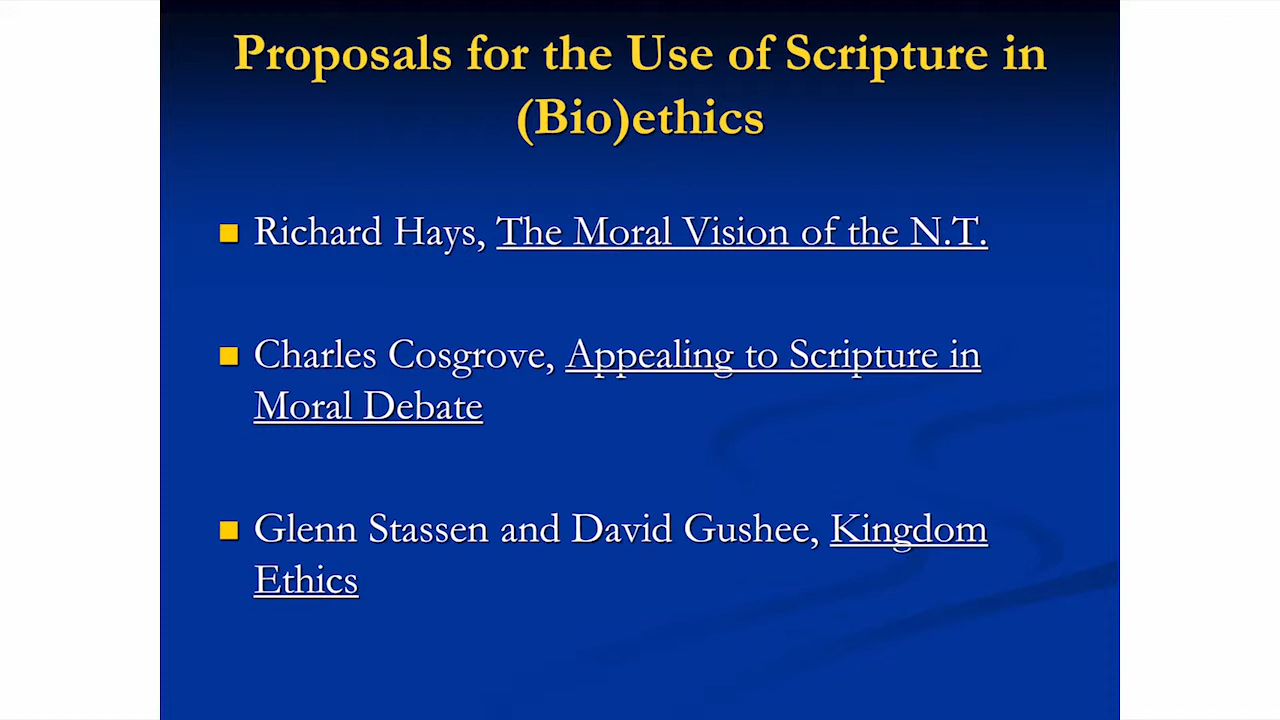 Proposals for the Use of Scripture in
(Bio)ethics
Richard Hays, The Moral Vision of the N.T.
Charles Cosgrove, Appealing to Scripture in
Moral Debate
Glenn Stassen and David Gushee, Kingdom
Ethics